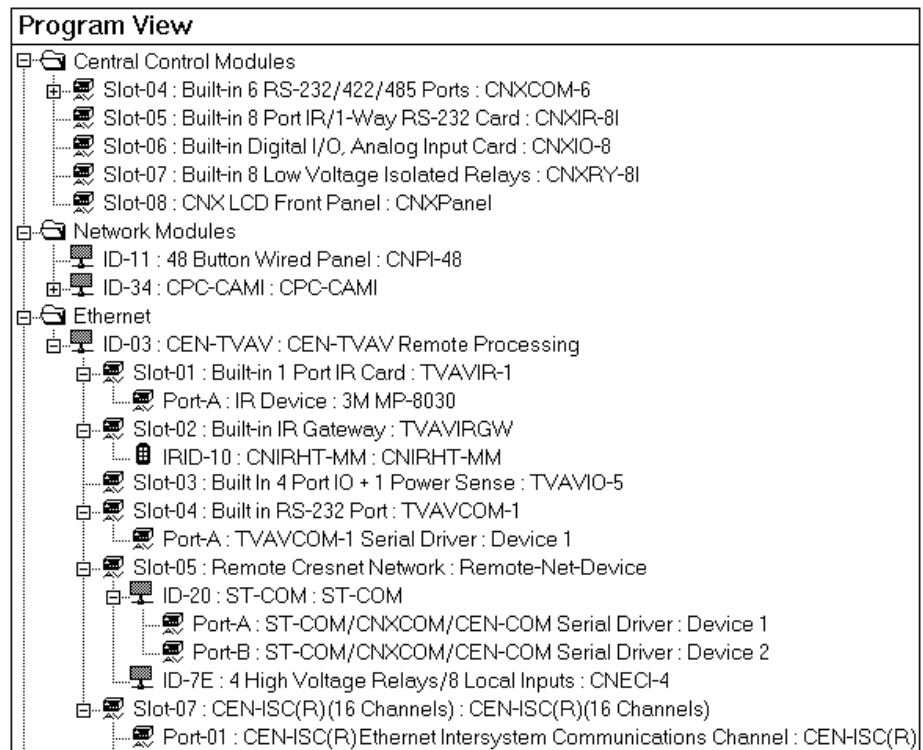 Program View
Central Control Modules
Slot-04 : Built-in 6 RS-232/422/485 Ports : CNXCOM-6
Slot-05 : Built-in 8 Port IR/1-Way RS-232 Card : CNXIR-8I
Slot-06 : Built-in Digital I/O, Analog Input Card : CNXIO-8
Slot-07 : Built-in 8 Low Voltage Isolated Relays : CNXRY-8I
Slot-08 : CNX LCD Front Panel : CNXPanel
Network Modules
ID-11 : 48 Button Wired Panel : CNPI-48
ID-34 : CPC-CAMI : CPC-CAMI
Ethernet
ID-03 : CEN-TVAV : CEN-TVAV Remote Processing
Slot-01 : Built-in 1 Port IR Card : TVAVIR-1
Port-A : IR Device : 3M MP-8030
Slot-02 : Built-in IR Gateway : TVAVIRGW
IRID-10 : CNIRHT-MM : CNIRHT-MM
Slot-03 : Built In 4 Port IO + 1 Power Sense : TVAVIO-5
Slot-04 : Built in RS-232 Port : TVAVCOM-1
Port-A : TVAVCOM-1 Serial Driver : Device 1
Slot-05 : Remote Cresnet Network : Remote-Net-Device
ID-20 : ST-COM : ST-COM
Port-A : ST-COM/CNXCOM/CEN-COM Serial Driver : Device 1
Port-B : ST-COM/CNXCOM/CEN-COM Serial Driver : Device 2
ID-7E : 4 High Voltage Relays/8 Local Inputs : CNECI-4
Slot-07 : CEN-ISC(R)(16 Channels) : CEN-ISC(R)(16 Channels)
Port-01 : CEN-ISC(R)Ethernet Intersystem Communications Channel : CEN-ISC(R)